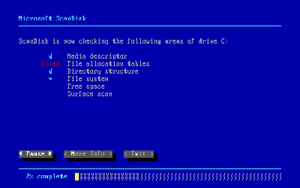 Microsoft ScanDisk
ScanDisk is now checking the following areas of drive C:
√ Media descriptor
Fixed File allocation tables
√ Directory structure
» File system
Free space
Surface scan
◄ Pause ► < More Info > < Exit >
2% complete